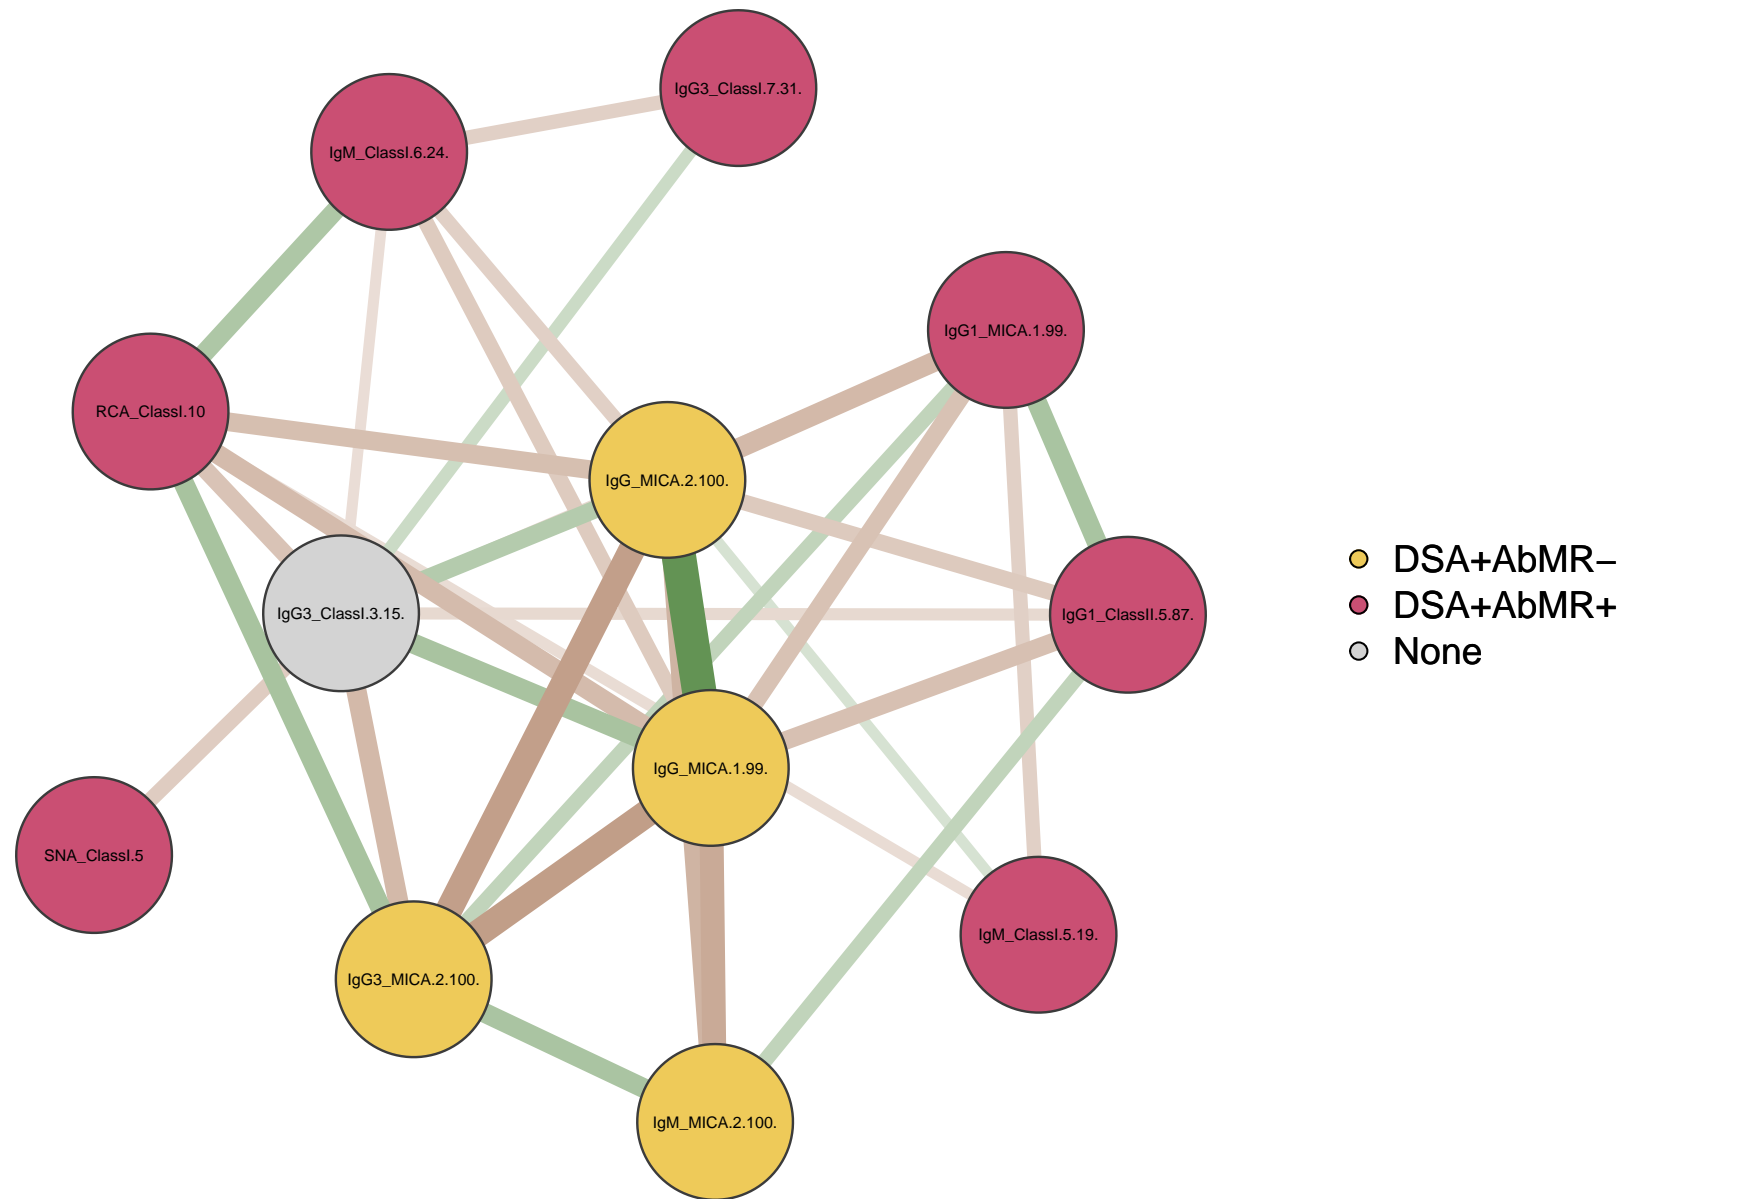 IgG3_ClassI.7.31.
IgM_ClassI.6.24.
IgG1_MICA.1.99.
RCA_ClassI.10
IgG_MICA.2.100.
IgG3_ClassI.3.15.
IgG1_ClassII.5.87.
IgG_MICA.1.99.
SNA_ClassI.5
IgM_ClassI.5.19.
IgG3_MICA.2.100.
IgM_MICA.2.100.
DSA+AbMR−
DSA+AbMR+
None